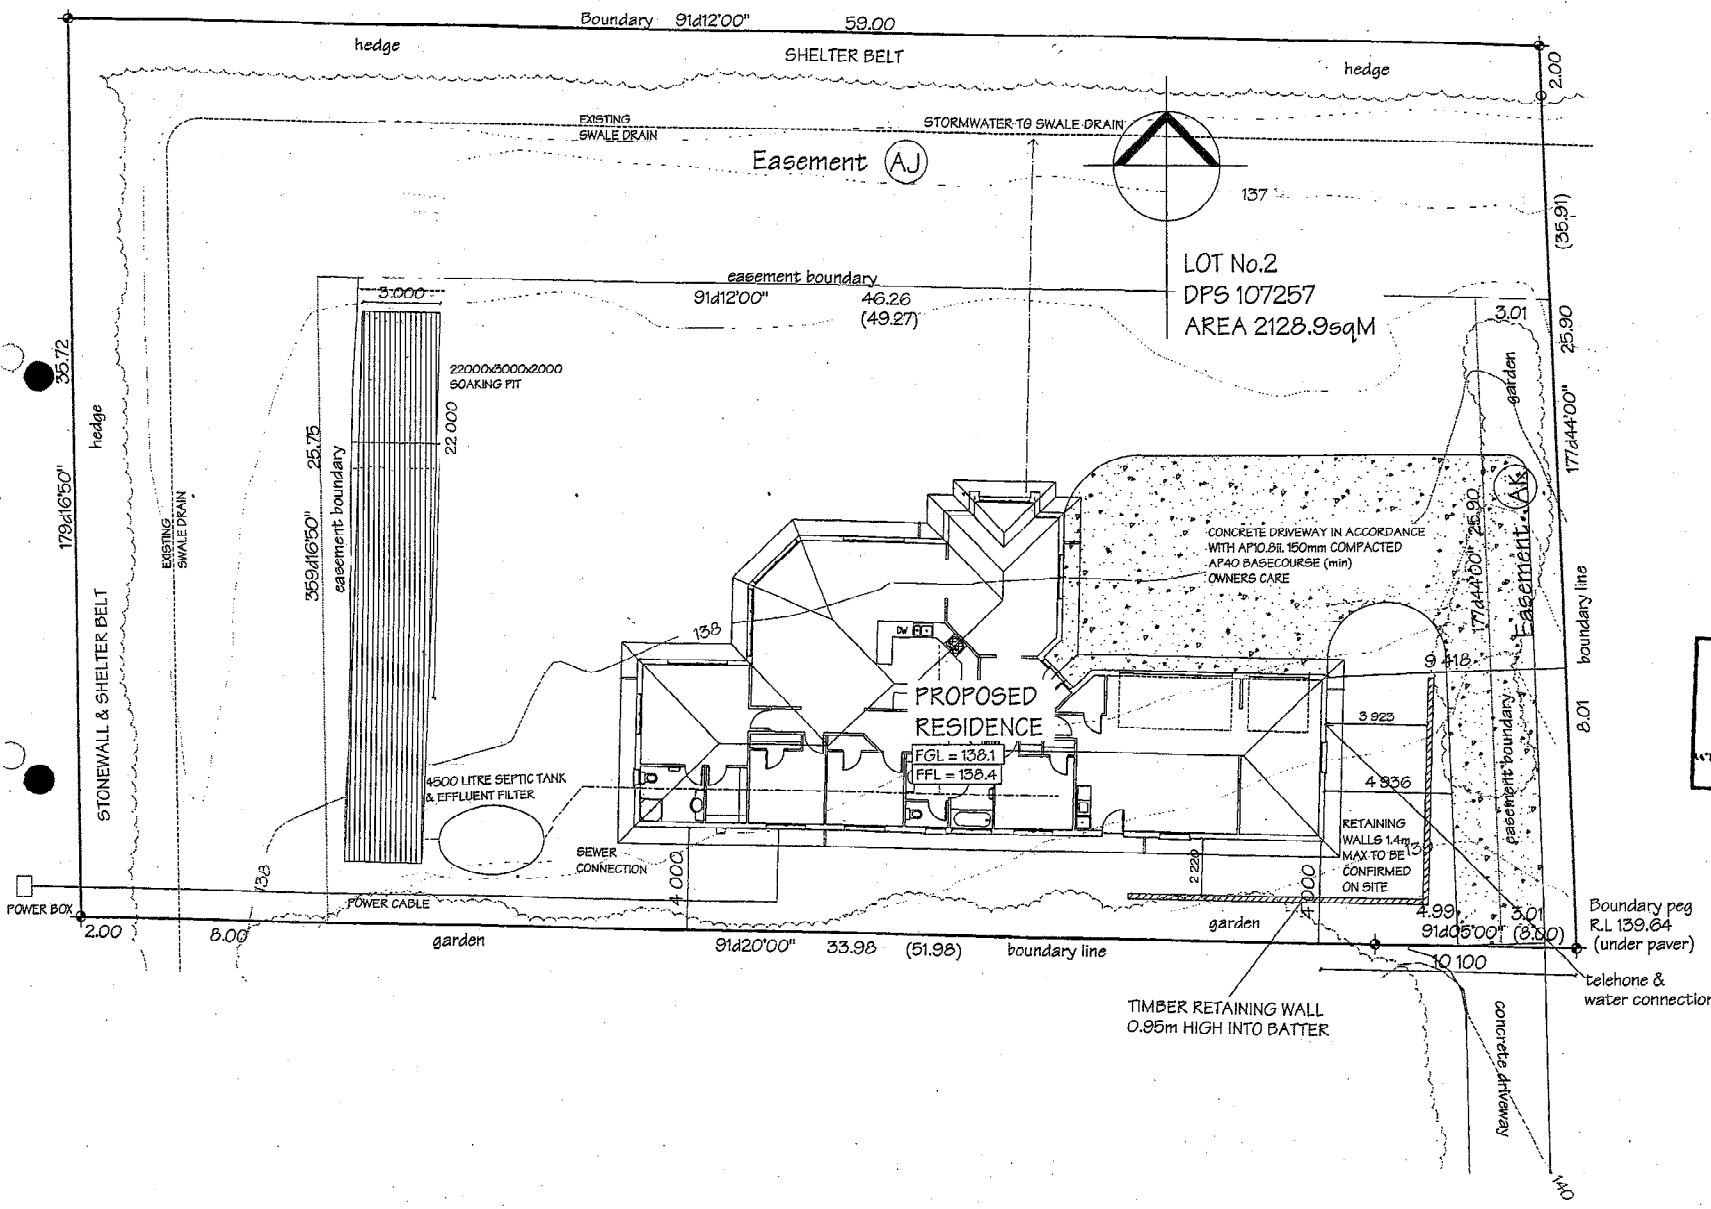 Boundary 91d12'00" 59.00
hedge
SHELTER BELT
hedge
2.00
EXISTING
SWALE DRAIN
STORMWATER TO SWALE DRAIN
Easement AJ
137
(35.91)
LOT No.2
DPS 107257
AREA 2128.9sqM
easement boundary
91d12'00" 46.26
(49.27)
3.000
3.01
25.90
35.72
22000x3000x2000
SOAKING PIT
garden
hedge
22 000
25.75
easement boundary
177d44'00"
AK
Easement
179d16'50"
359d16'50"
EXISTING
SWALE DRAIN
CONCRETE DRIVEWAY IN ACCORDANCE
WITH AP10.8ii. 150mm COMPACTED
AP40 BASECOURSE (min)
OWNERS CARE
177d44'00" 25.90
boundary line
STONEWALL & SHELTER BELT
138
DW
9 418
PROPOSED
RESIDENCE
3 923
8.01
FGL = 138.1
FFL = 138.4
easement boundary
4500 LITRE SEPTIC TANK
& EFFLUENT FILTER
4 936
SEWER
CONNECTION
4 000
2 220
4 000
RETAINING
WALLS 1.4m
MAX TO BE
CONFIRMED
ON SITE
138
POWER BOX
POWER CABLE
2.00
8.00
garden
91d20'00" 33.98 (51.98) boundary line
garden
4.99
3.01
91d05'00" (8.00)
10 100
Boundary peg
R.L 139.64
(under paver)
telehone &
water connection
TIMBER RETAINING WALL
0.95m HIGH INTO BATTER
concrete driveway
140